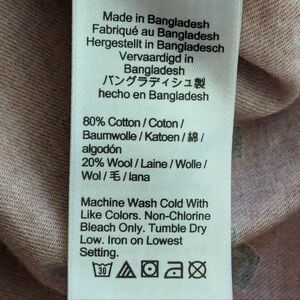 Made in Bangladesh
Fabriqué au Bangladesh
Hergestellt in Bangladesch
Vervaardigd in
Bangladesh
バングラディシュ製
hecho en Bangladesh
80% Cotton / Coton /
Baumwolle / Katoen / 綿 /
algodón
20% Wool / Laine / Wolle /
Wol / 毛 / lana
Machine Wash Cold With
Like Colors. Non-Chlorine
Bleach Only. Tumble Dry
Low. Iron on Lowest
Setting.
30